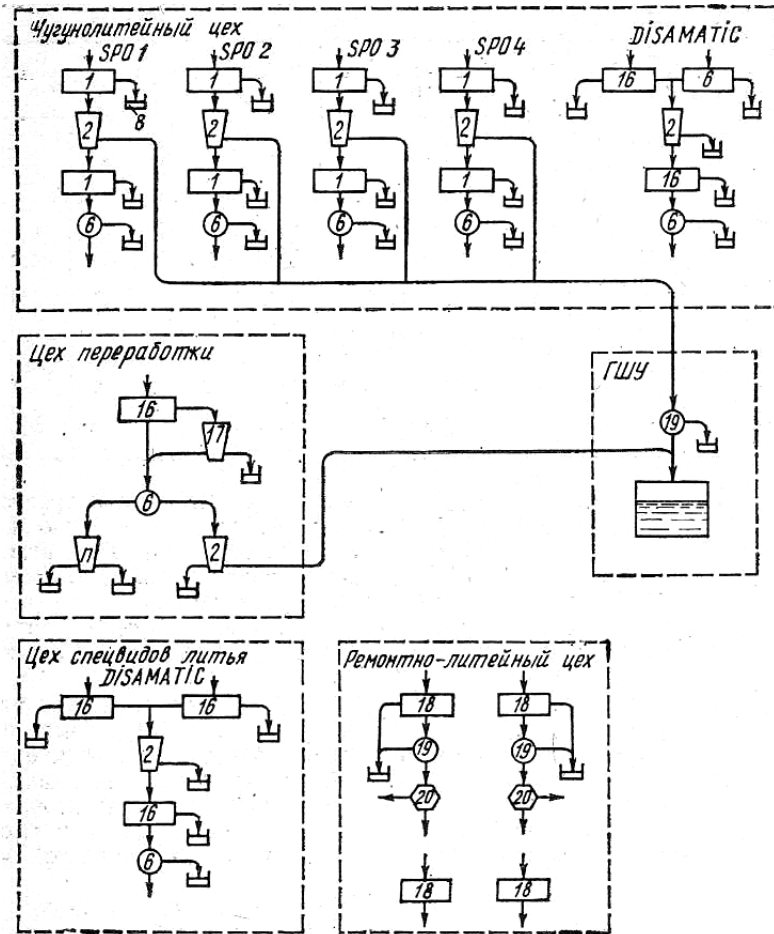 Чугунолитейный цех
SPO 1 SPO 2 SPO 3 SPO 4 DISAMATIC
1 1 1 1 16 6
8
2 2 2 2 2
1 1 1 1 16
6 6 6 6 6
Цех переработки
16
17
6
П 2
ГШУ
19
Цех спецвидов литья
DISAMATIC
16 16
2
16
6
Ремонтно-литейный цех
18 18
19 19
20 20
18 18